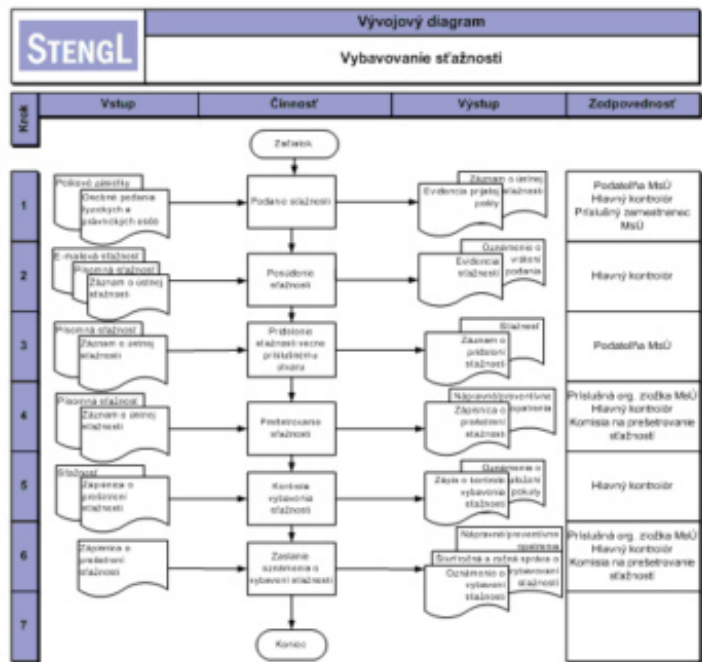 STENGL
Vývojový diagram
Vybavovanie sťažnosti
Krok
Vstup
Činnosť
Výstup
Zodpovednosť
Začiatok
1
Poštové zásielky
Osobné podania
fyzických a
právnických osôb
Podanie sťažnosti
Záznam o ústnej
sťažnosti
Evidencia prijatej
pošty
Podateľňa MsÚ
Hlavný kontrolór
Príslušný zamestnenec
MsÚ
2
E-mailová sťažnosť
Písomná sťažnosť
Záznam o ústnej
sťažnosti
Posúdenie
sťažnosti
Oznámenie o
vrátení
podania
Evidencia
sťažností
Hlavný kontrolór
3
Písomná sťažnosť
Záznam o ústnej
sťažnosti
Pridelenie
sťažnosti vecne
príslušnému
útvaru
Sťažnosť
Záznam o
pridelení
sťažnosti
Podateľňa MsÚ
4
Písomná sťažnosť
Záznam o ústnej
sťažnosti
Prešetrovanie
sťažnosti
Nápravné/preventívne
opatrenia
Zápisnica o
prešetrení
sťažnosti
Príslušná org. zložka MsÚ
Hlavný kontrolór
Komisia na prešetrovanie
sťažností
5
Sťažnosť
Zápisnica o
prešetrení
sťažnosti
Kontrola
vybavenia
sťažnosti
Oznámenie o
uložení
pokuty
Zápis o kontrole
vybavenia
sťažnosti
Hlavný kontrolór
6
Zápisnica o
prešetrení
sťažnosti
Zaslanie
oznámenia o
vybavení sťažnosti
Nápravné/preventívne
opatrenia
Štvrťročná a ročná správa o
vybavovaní
sťažností
Oznámenie o
vybavení
sťažnosti
Príslušná org. zložka MsÚ
Hlavný kontrolór
Komisia na prešetrovanie
sťažností
7
Koniec